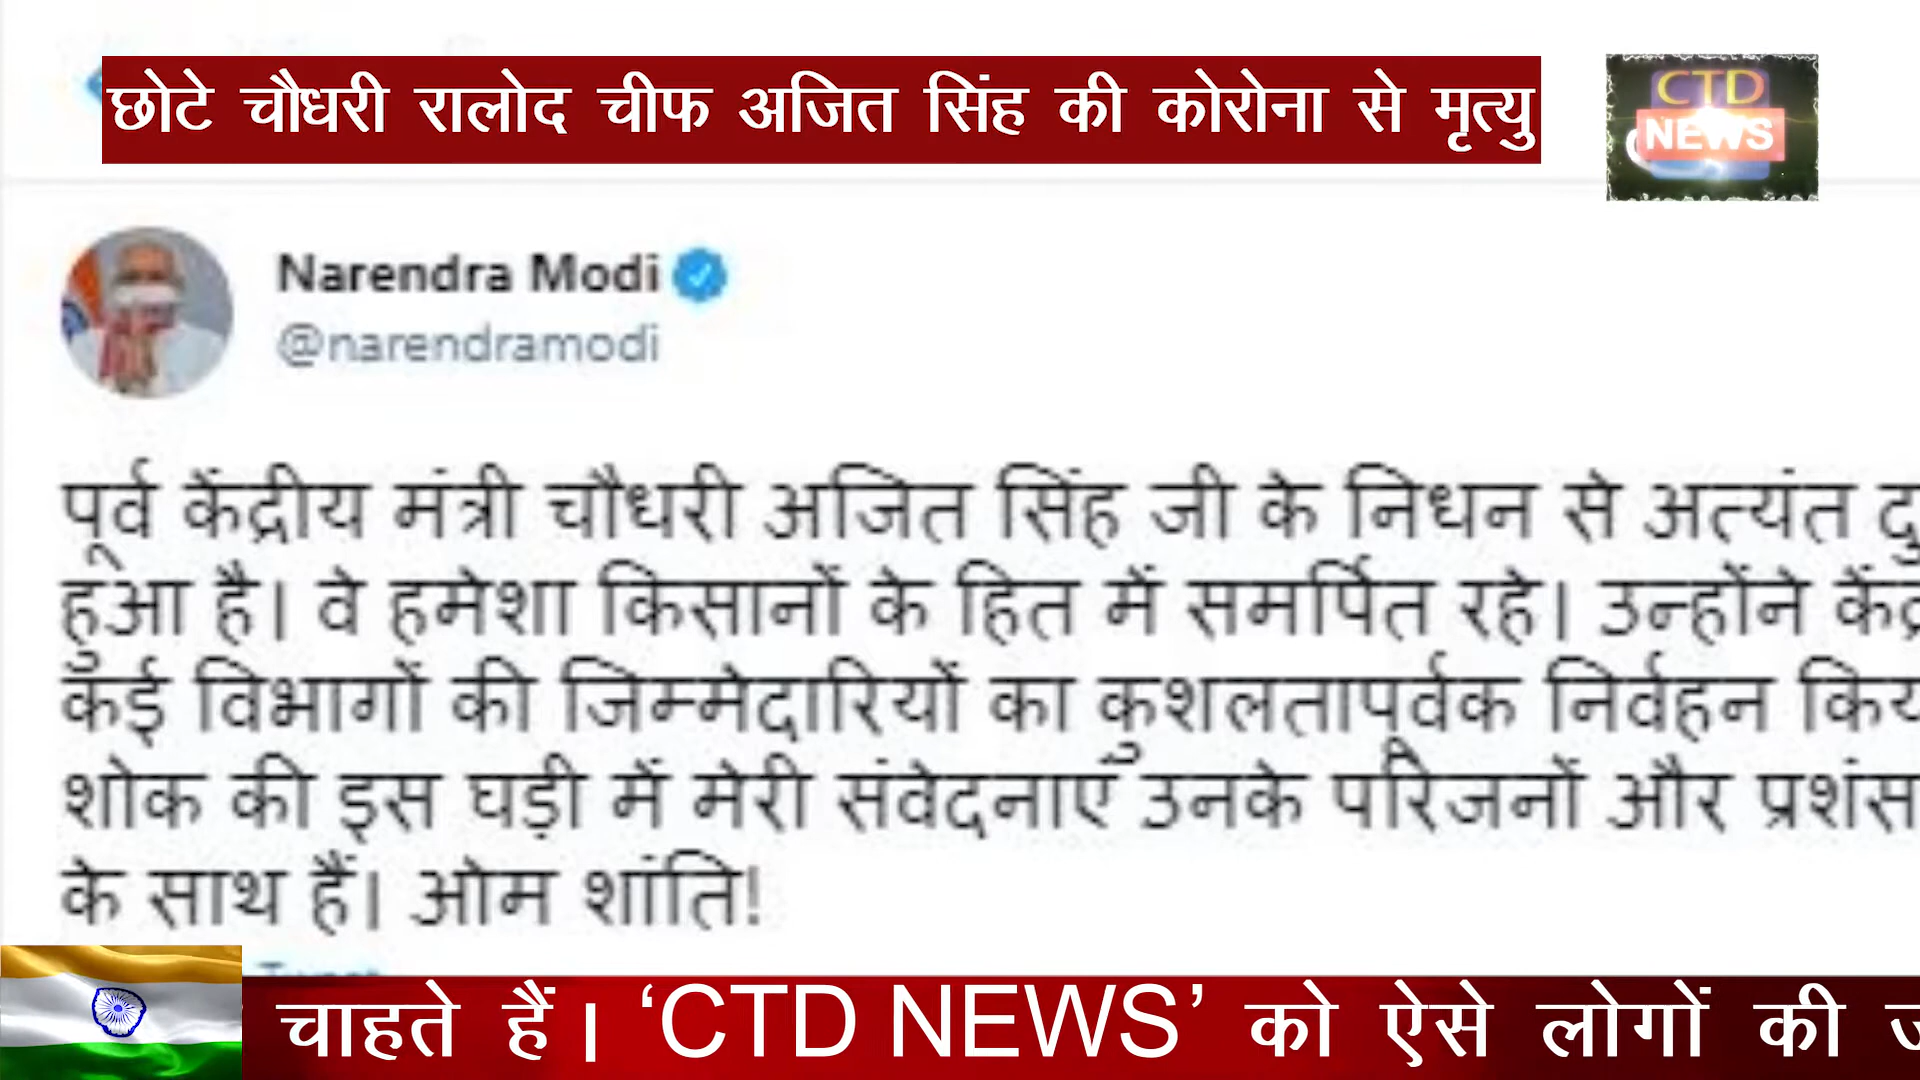 छोटे चौधरी रालोद चीफ अजित सिंह की कोरोना से मृत्यु
CTD
NEWS
Narendra Modi
@narendramodi
पूर्व केंद्रीय मंत्री चौधरी अजित सिंह जी के निधन से अत्यंत
हुआ है। वे हमेशा किसानों के हित में समर्पित रहे। उन्होंने
कई विभागों की जिम्मेदारियों का कुशलतापूर्वक निर्वहन
शोक की इस घड़ी में मेरी संवेदनाएं उनके परिजनों और
के साथ हैं। ओम शांति!
चाहते हैं। ‘CTD NEWS’ को ऐसे लोगों की